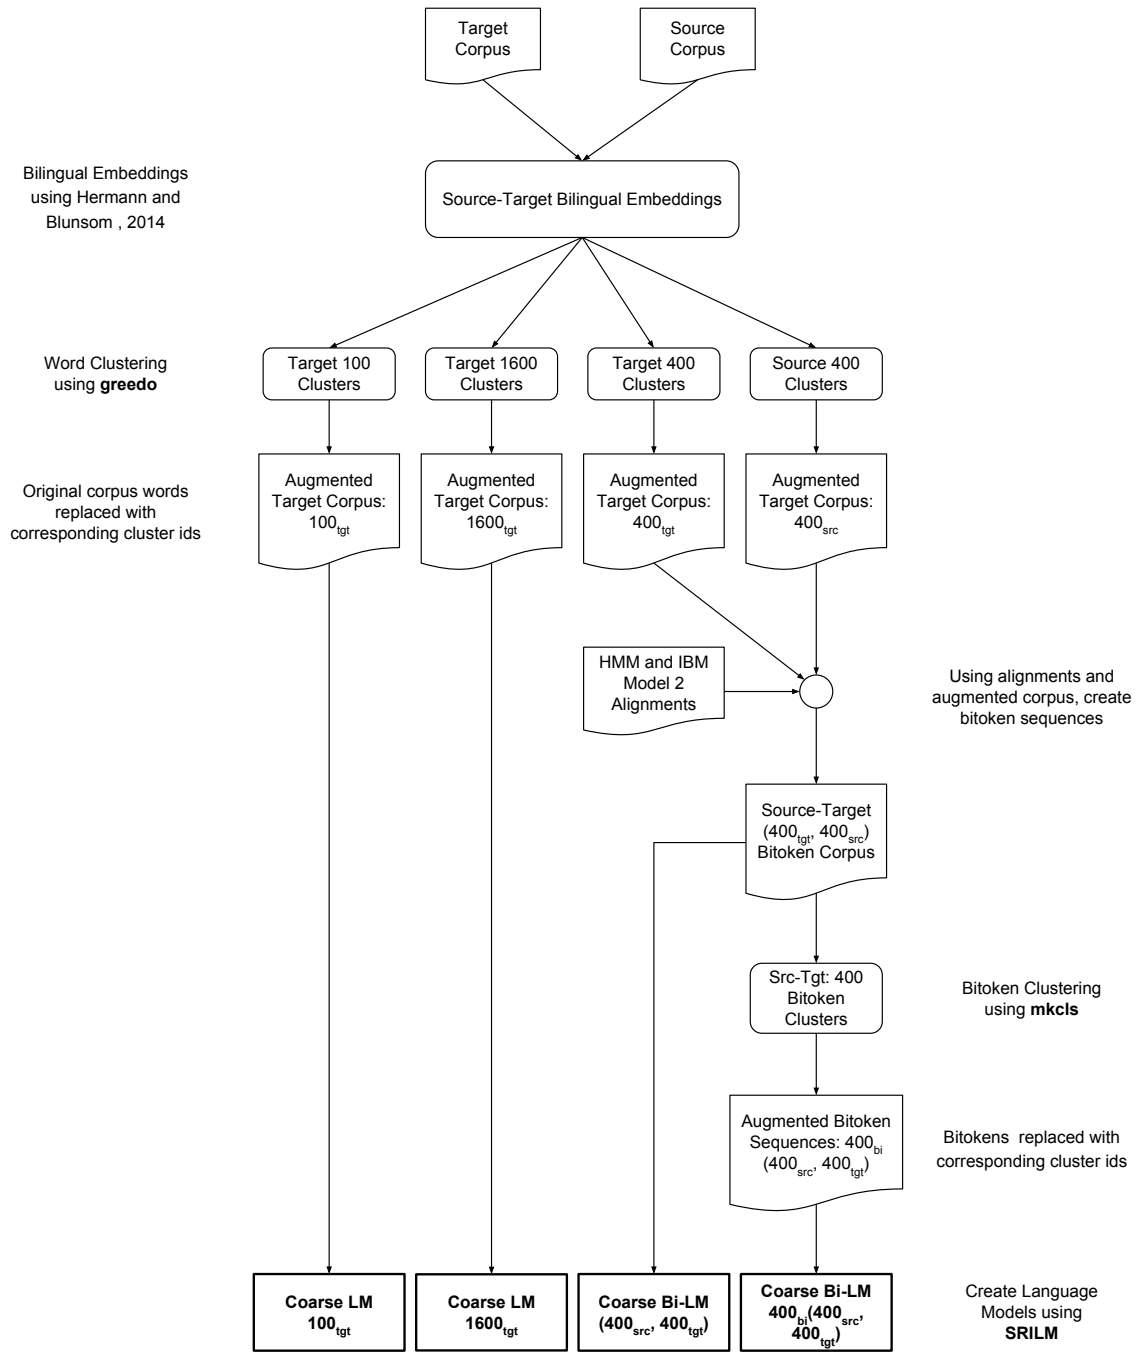 Target
Corpus
Source
Corpus
Bilingual Embeddings
using Hermann and
Blunsom , 2014
Source-Target Bilingual Embeddings
Word Clustering
using greedo
Target 100
Clusters
Target 1600
Clusters
Target 400
Clusters
Source 400
Clusters
Original corpus words
replaced with
corresponding cluster ids
Augmented
Target Corpus:
100tgt
Augmented
Target Corpus:
1600tgt
Augmented
Target Corpus:
400tgt
Augmented
Target Corpus:
400src
HMM and IBM
Model 2
Alignments
Using alignments and
augmented corpus, create
bitoken sequences
Source-Target
(400tgt, 400src)
Bitoken Corpus
Src-Tgt: 400
Bitoken
Clusters
Bitoken Clustering
using mkcls
Augmented Bitoken
Sequences: 400bi
(400src, 400tgt)
Bitokens  replaced with
corresponding cluster ids
Coarse LM
100tgt
Coarse LM
1600tgt
Coarse Bi-LM
(400src, 400tgt)
Coarse Bi-LM
400bi(400src,
400tgt)
Create Language
Models using
SRILM